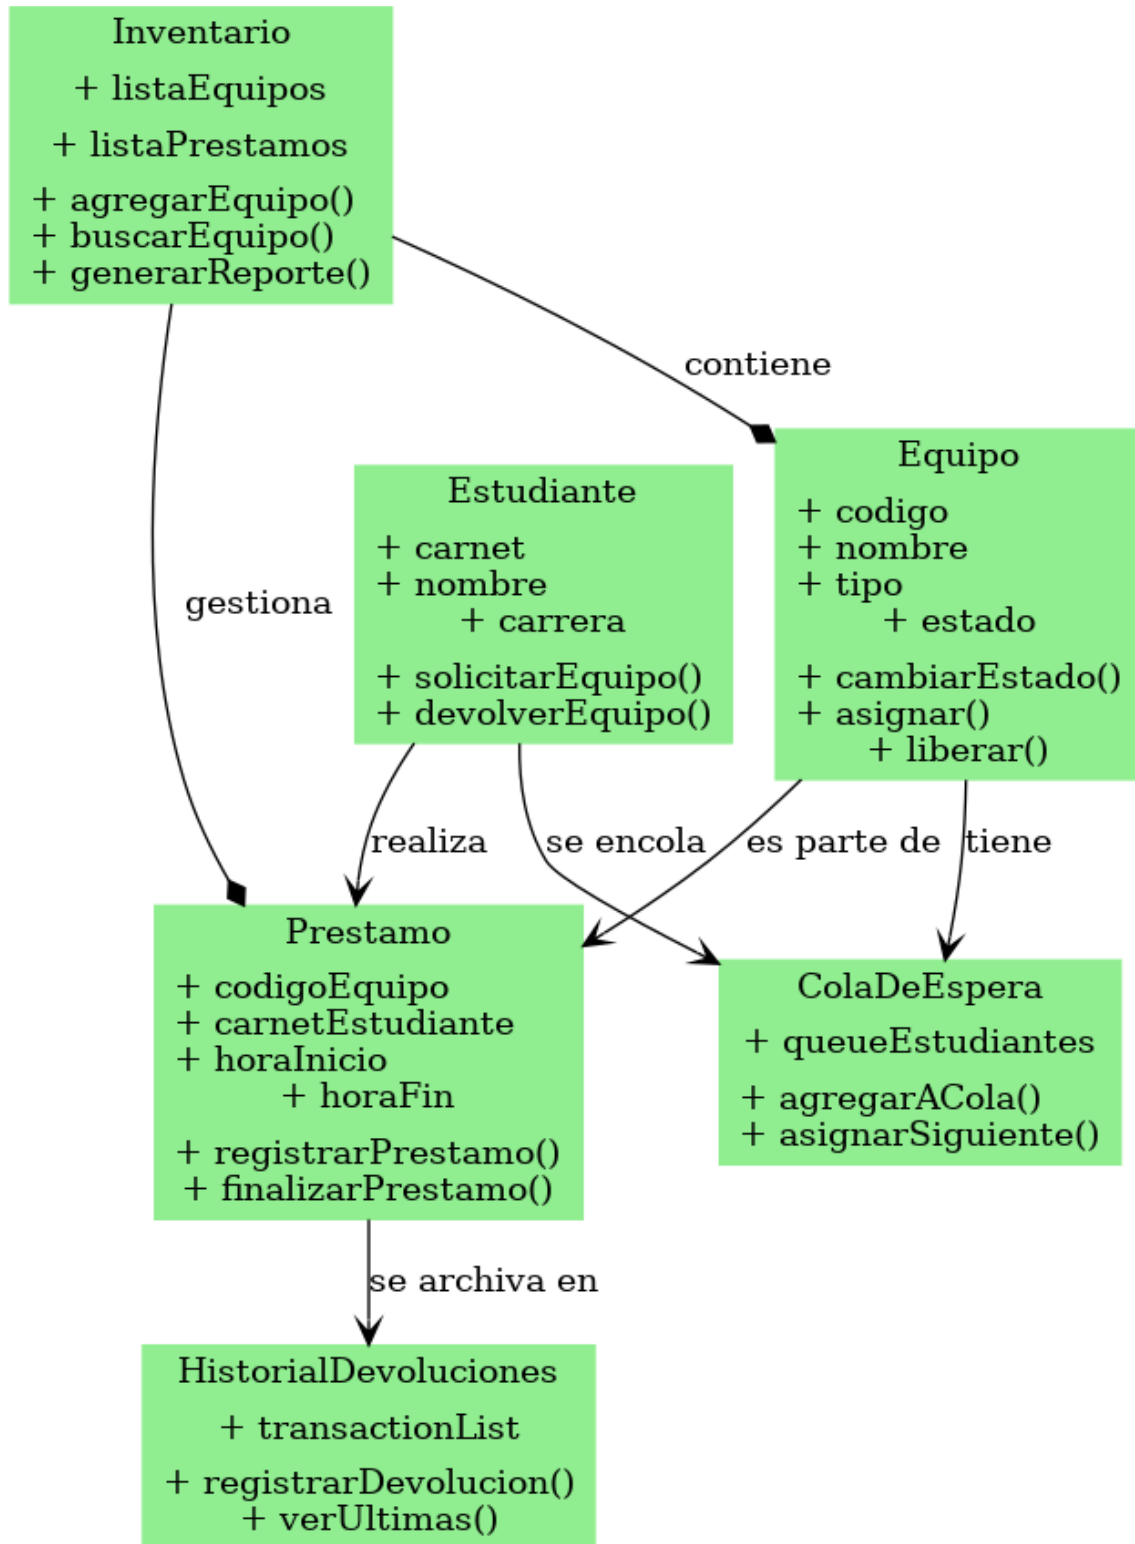 Inventario
+ listaEquipos
+ listaPrestamos
+ agregarEquipo()
+ buscarEquipo()
+ generarReporte()
contiene
gestiona
Estudiante
+ carnet
+ nombre
+ carrera
+ solicitarEquipo()
+ devolverEquipo()
Equipo
+ codigo
+ nombre
+ tipo
+ estado
+ cambiarEstado()
+ asignar()
+ liberar()
realiza
se encola
es parte de
tiene
Prestamo
+ codigoEquipo
+ carnetEstudiante
+ horaInicio
+ horaFin
+ registrarPrestamo()
+ finalizarPrestamo()
ColaDeEspera
+ queueEstudiantes
+ agregarACola()
+ asignarSiguiente()
se archiva en
HistorialDevoluciones
+ transactionList
+ registrarDevolucion()
+ verUltimas()